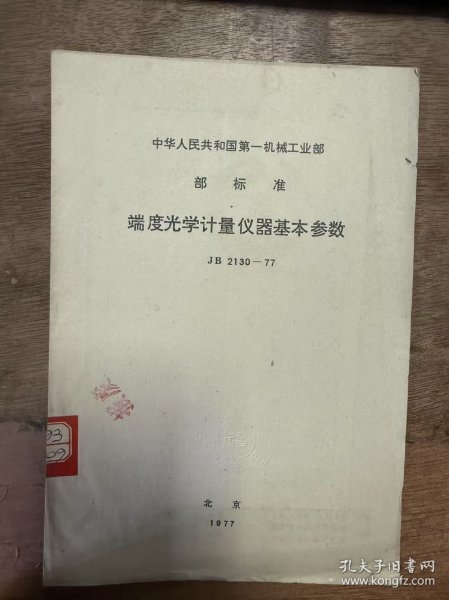 中华人民共和国第一机械工业部
部标准
端度光学计量仪器基本参数
JB 2130—77
北京
1977
孔夫子旧书网
www.kongfz.com